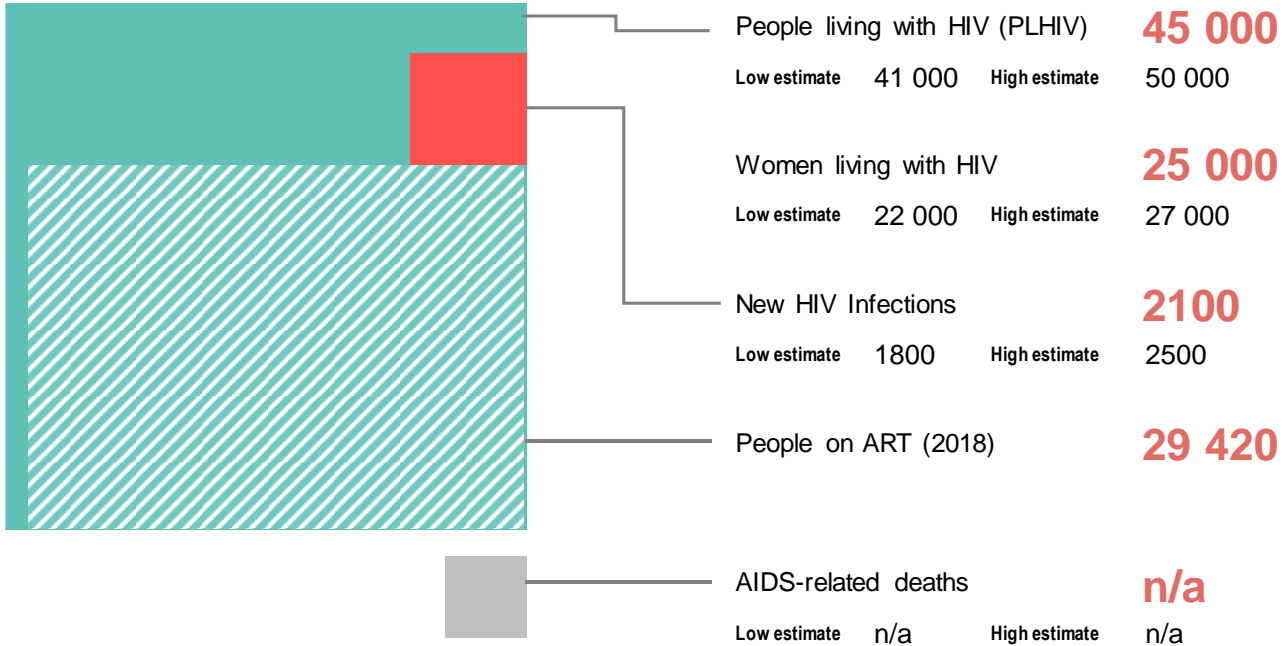 People living with HIV (PLHIV) 45 000
Low estimate 41 000 High estimate 50 000
Women living with HIV 25 000
Low estimate 22 000 High estimate 27 000
New HIV Infections 2100
Low estimate 1800 High estimate 2500
People on ART (2018) 29 420
AIDS-related deaths n/a
Low estimate n/a High estimate n/a